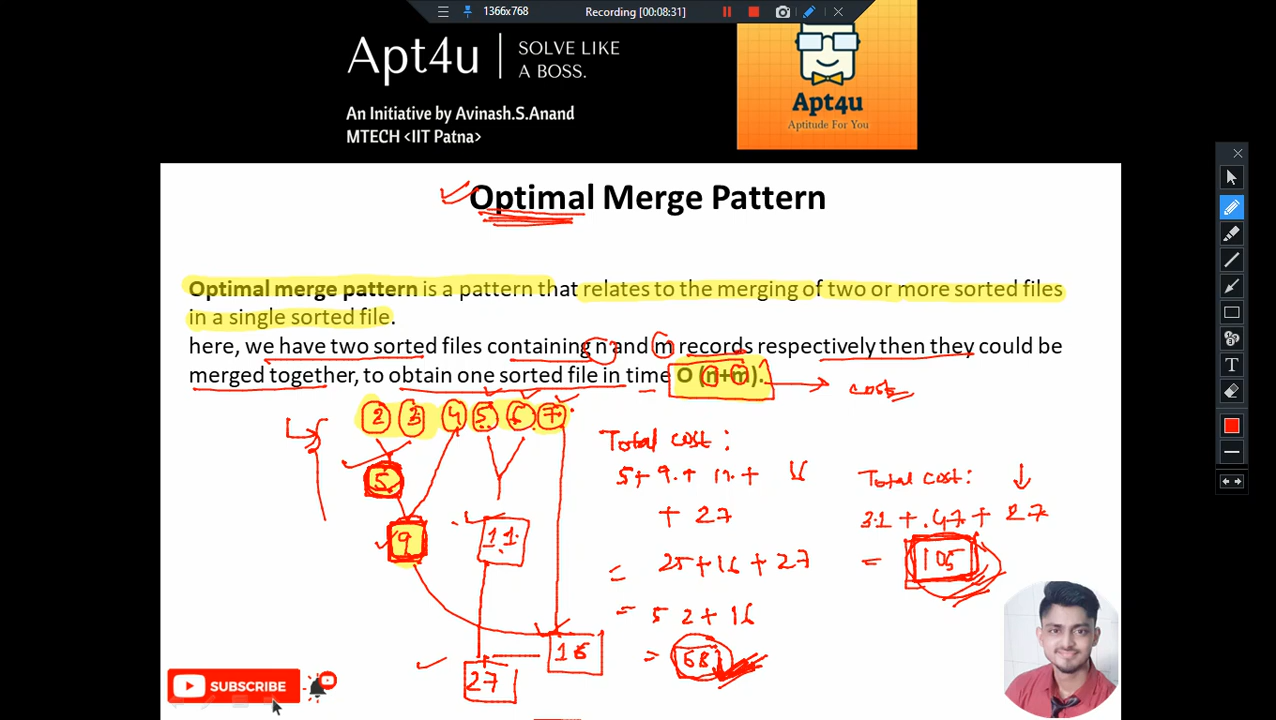 1366x768
Recording [00:08:31]
Apt4u
SOLVE LIKE
A BOSS.
An Initiative by Avinash.S.Anand
MTECH <IIT Patna>
Apt4u
Aptitude For You
Optimal Merge Pattern
Optimal merge pattern is a pattern that relates to the merging of two or more sorted files
in a single sorted file.
here, we have two sorted files containing n and m records respectively then they could be
merged together, to obtain one sorted file in time O (n+m).
cost
2 3 4 5 6 7
5
9
11
16
27
Total cost:
5+9+11+ 16
+ 27
= 25+16+27
= 52+16
= 68
Total cost:
31+47+27
= 105
SUBSCRIBE
T